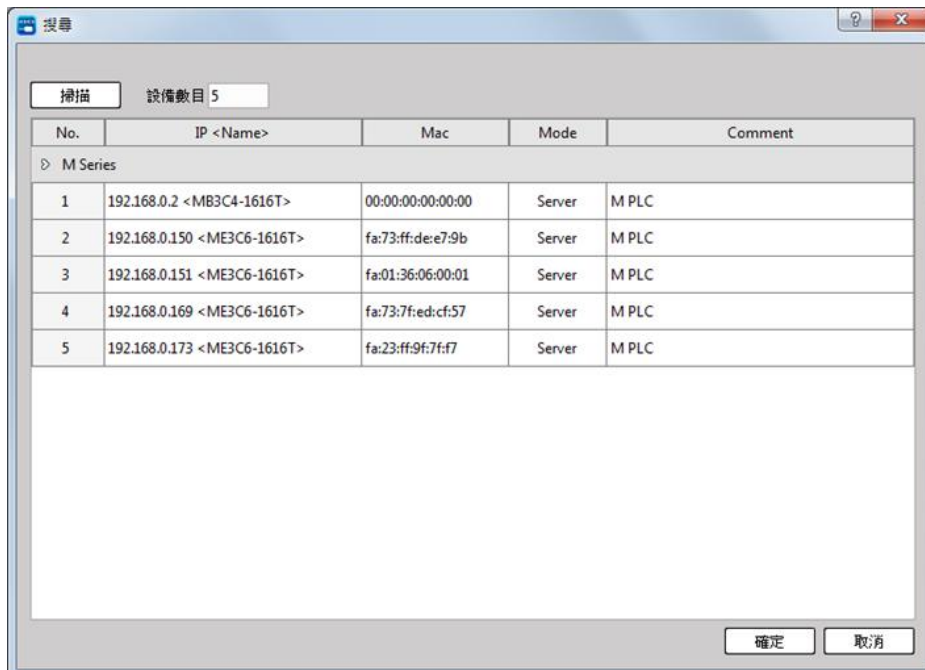 搜尋
掃描 設備數目 5
No. IP <Name> Mac Mode Comment
M Series
1 192.168.0.2 <MB3C4-1616T> 00:00:00:00:00:00 Server M PLC
2 192.168.0.150 <ME3C6-1616T> fa:73:ff:de:e7:9b Server M PLC
3 192.168.0.151 <ME3C6-1616T> fa:01:36:06:00:01 Server M PLC
4 192.168.0.169 <ME3C6-1616T> fa:73:7f:ed:cf:57 Server M PLC
5 192.168.0.173 <ME3C6-1616T> fa:23:ff:9f:7f:f7 Server M PLC
確定 取消